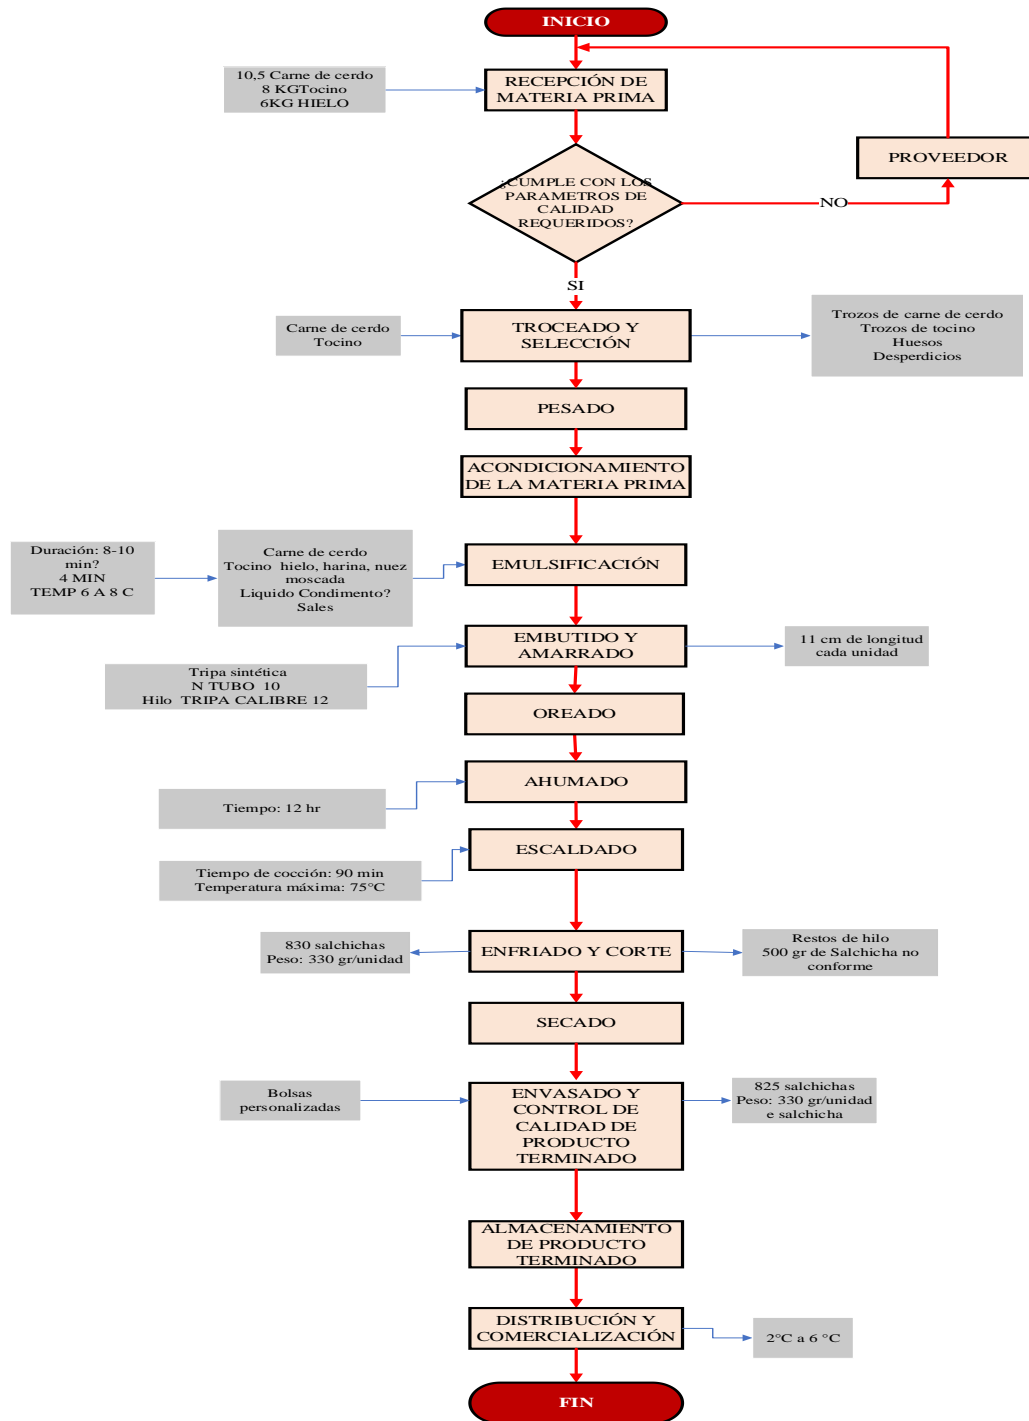 INICIO
10,5 Carne de cerdo
8 KGTocino
6KG HIELO
RECEPCIÓN DE
MATERIA PRIMA
PROVEEDOR
¿CUMPLE CON LOS
PARAMETROS DE
CALIDAD
REQUERIDOS?
NO
SI
Carne de cerdo
Tocino
TROCEADO Y
SELECCIÓN
Trozos de carne de cerdo
Trozos de tocino
Huesos
Desperdicios
PESADO
ACONDICIONAMIENTO
DE LA MATERIA PRIMA
Duración: 8-10
min?
4 MIN
TEMP 6 A 8 C
Carne de cerdo
Tocino hielo, harina, nuez
moscada
Liquido Condimento?
Sales
EMULSIFICACIÓN
EMBUTIDO Y
AMARRADO
11 cm de longitud
cada unidad
Tripa sintética
N TUBO 10
Hilo TRIPA CALIBRE 12
OREADO
AHUMADO
Tiempo: 12 hr
ESCALDADO
Tiempo de cocción: 90 min
Temperatura máxima: 75°C
830 salchichas
Peso: 330 gr/unidad
ENFRIADO Y CORTE
Restos de hilo
500 gr de Salchicha no
conforme
SECADO
Bolsas
personalizadas
ENVASADO Y
CONTROL DE
CALIDAD DE
PRODUCTO
TERMINADO
825 salchichas
Peso: 330 gr/unidad
e salchicha
ALMACENAMIENTO
DE PRODUCTO
TERMINADO
DISTRIBUCIÓN Y
COMERCIALIZACIÓN
2°C a 6 °C
FIN